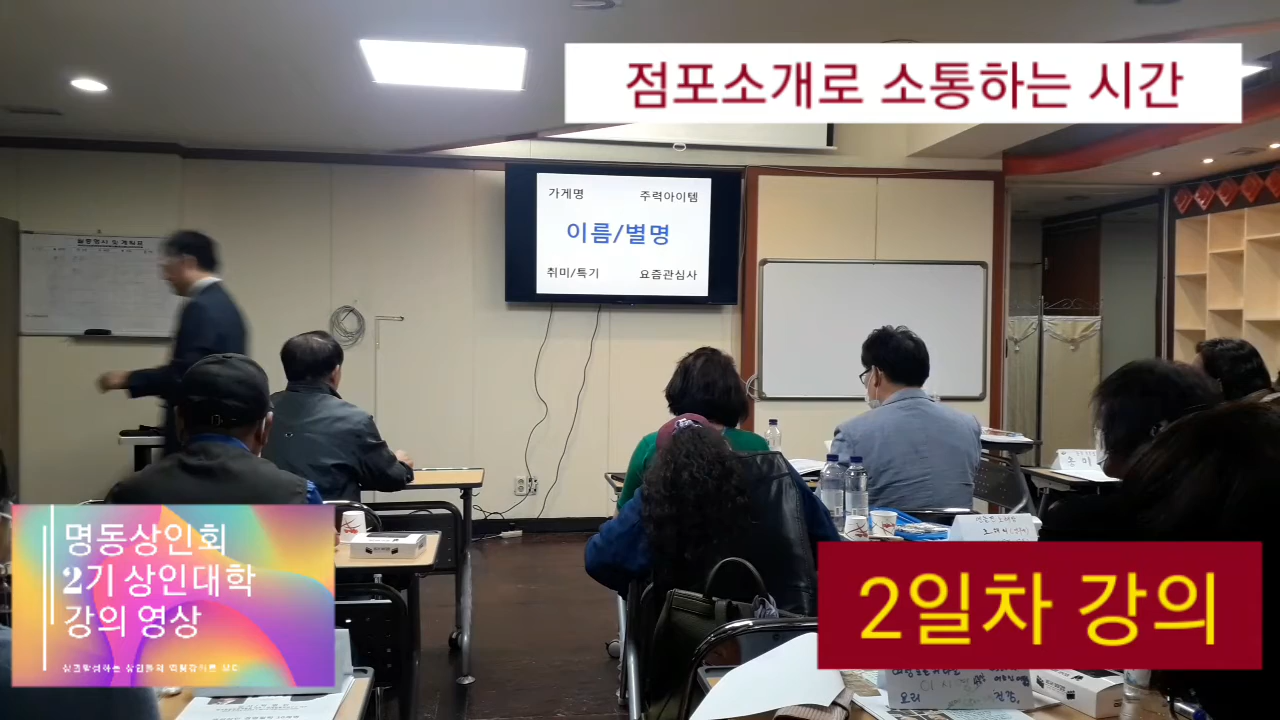 점포소개로 소통하는 시간
가게명
주력아이템
이름/별명
취미/특기
요즘관심사
명동상인회
2기 상인대학
강의 영상
2일차 강의